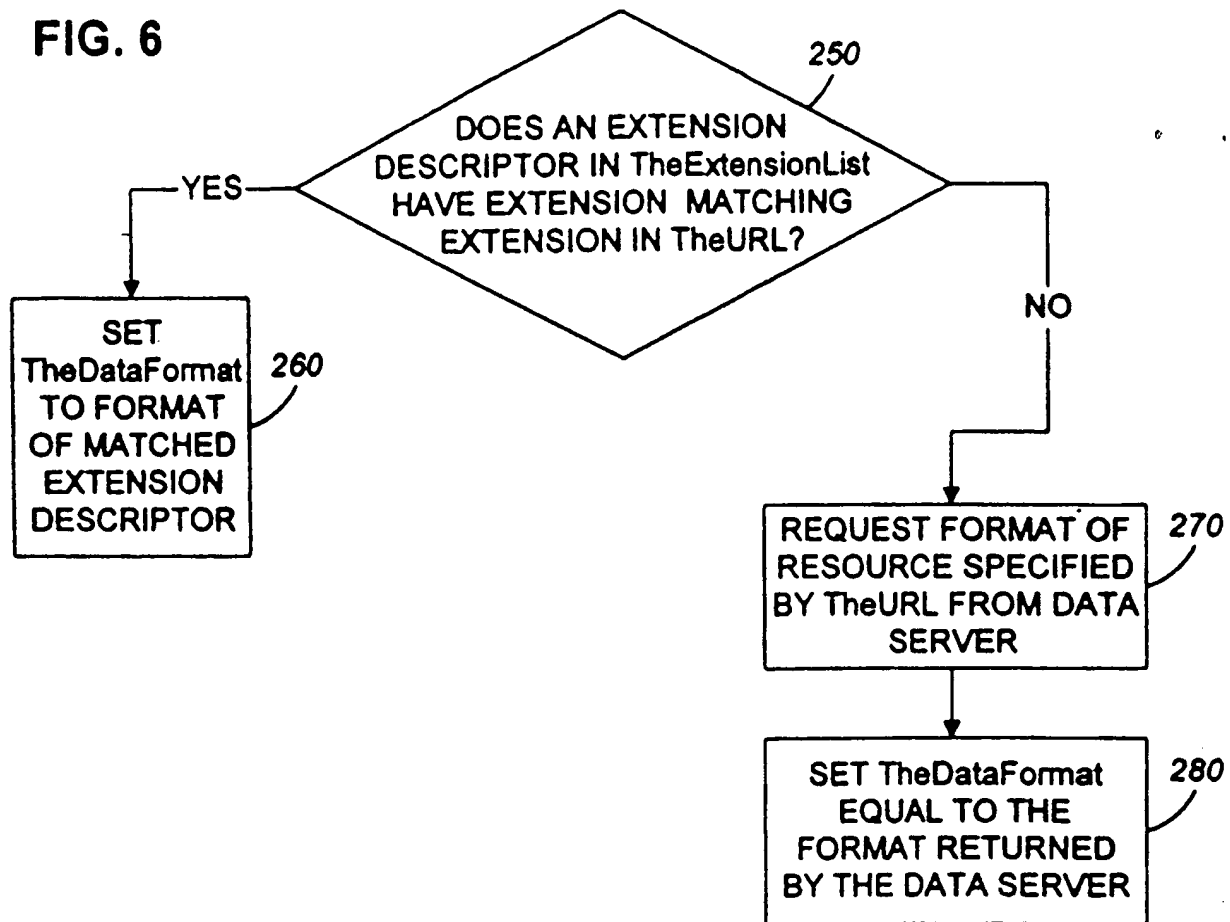 FIG. 6
250
DOES AN EXTENSION
DESCRIPTOR IN TheExtensionList
HAVE EXTENSION MATCHING
EXTENSION IN TheURL?
YES
NO
SET
TheDataFormat
TO FORMAT
OF MATCHED
EXTENSION
DESCRIPTOR
260
REQUEST FORMAT OF
RESOURCE SPECIFIED
BY TheURL FROM DATA
SERVER
270
SET TheDataFormat
EQUAL TO THE
FORMAT RETURNED
BY THE DATA SERVER
280